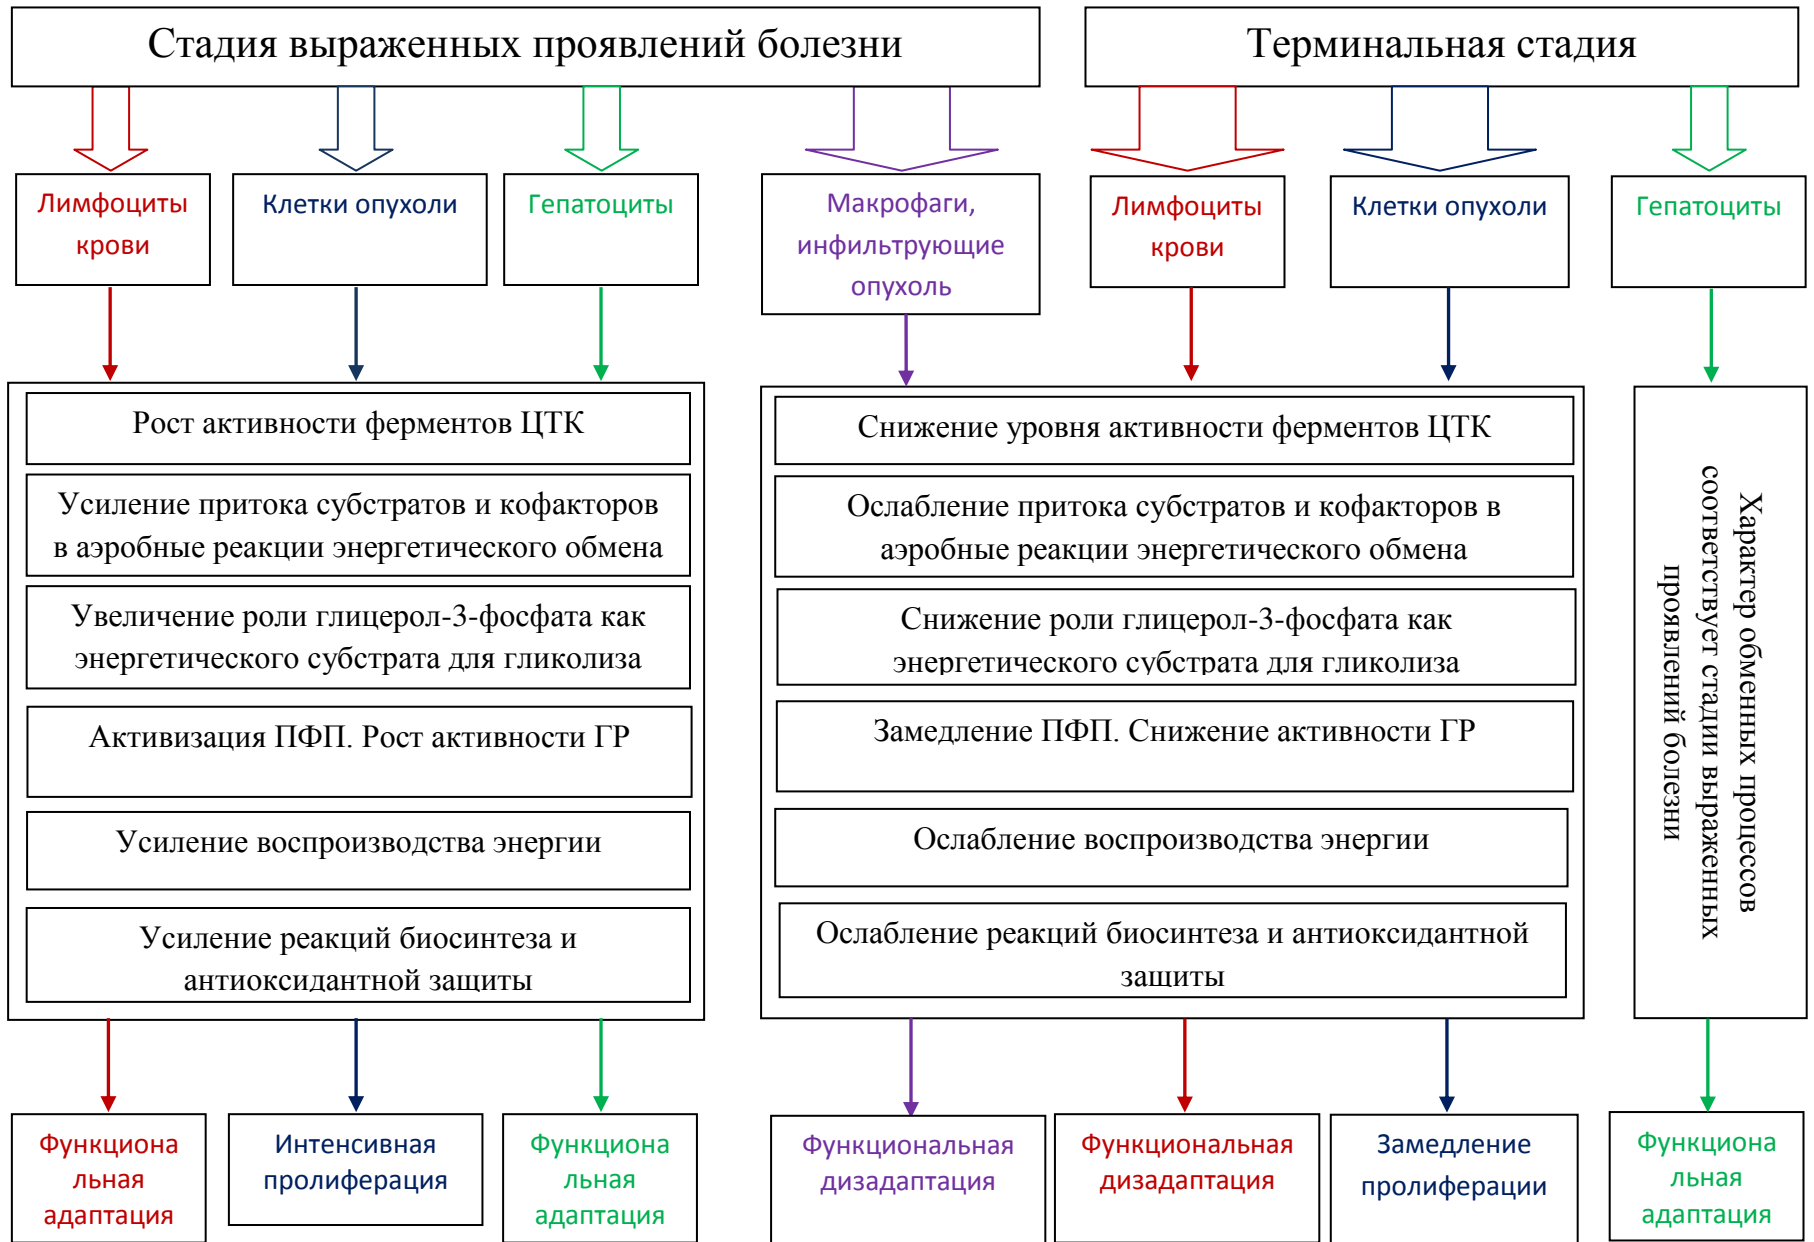 Стадия выраженных проявлений болезни
Терминальная стадия
Лимфоциты
крови
Клетки опухоли
Гепатоциты
Макрофаги,
инфильтрующие
опухоль
Лимфоциты
крови
Клетки опухоли
Гепатоциты
Рост активности ферментов ЦТК
Усиление притока субстратов и кофакторов
в аэробные реакции энергетического обмена
Увеличение роли глицерол-3-фосфата как
энергетического субстрата для гликолиза
Активизация ПФП. Рост активности ГР
Усиление воспроизводства энергии
Усиление реакций биосинтеза и
антиоксидантной защиты
Снижение уровня активности ферментов ЦТК
Ослабление притока субстратов и кофакторов в
аэробные реакции энергетического обмена
Снижение роли глицерол-3-фосфата как
энергетического субстрата для гликолиза
Замедление ПФП. Снижение активности ГР
Ослабление воспроизводства энергии
Ослабление реакций биосинтеза и антиоксидантной
защиты
Характер обменных процессов
соответствует стадии выраженных
проявлений болезни
Функциона
льная
адаптация
Интенсивная
пролиферация
Функциона
льная
адаптация
Функциональная
дизадаптация
Функциональная
дизадаптация
Замедление
пролиферации
Функциона
льная
адаптация